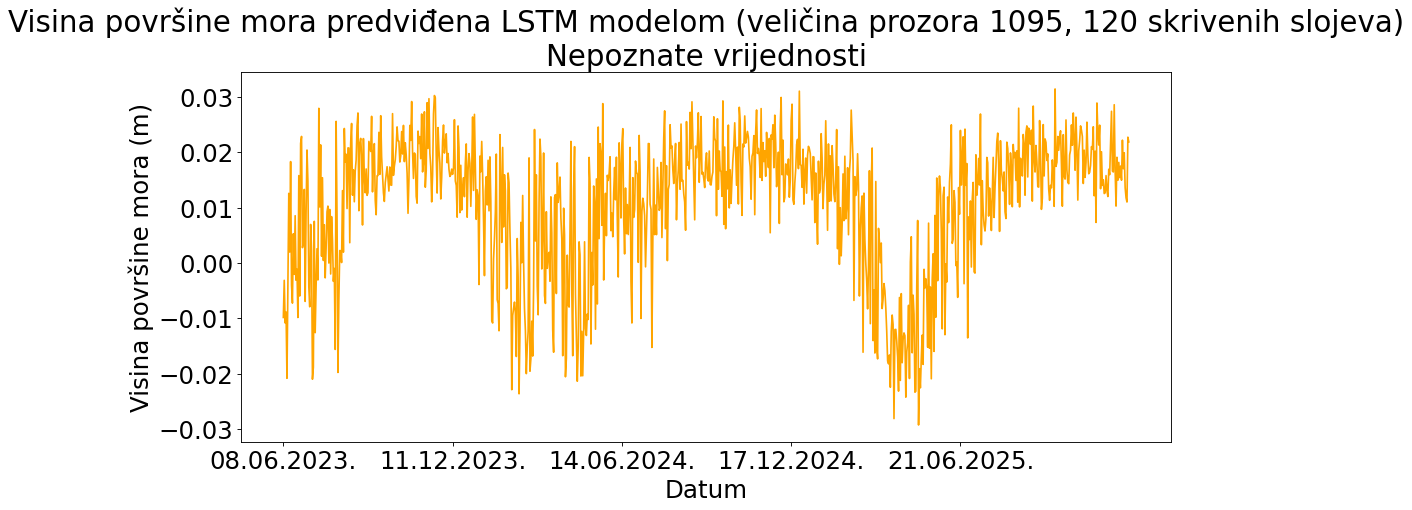 Visina površine mora predviđena LSTM modelom (veličina prozora 1095, 120 skrivenih slojeva)
Nepoznate vrijednosti
Visina površine mora (m)
0.03
0.02
0.01
0.00
−0.01
−0.02
−0.03
08.06.2023. 11.12.2023. 14.06.2024. 17.12.2024. 21.06.2025.
Datum